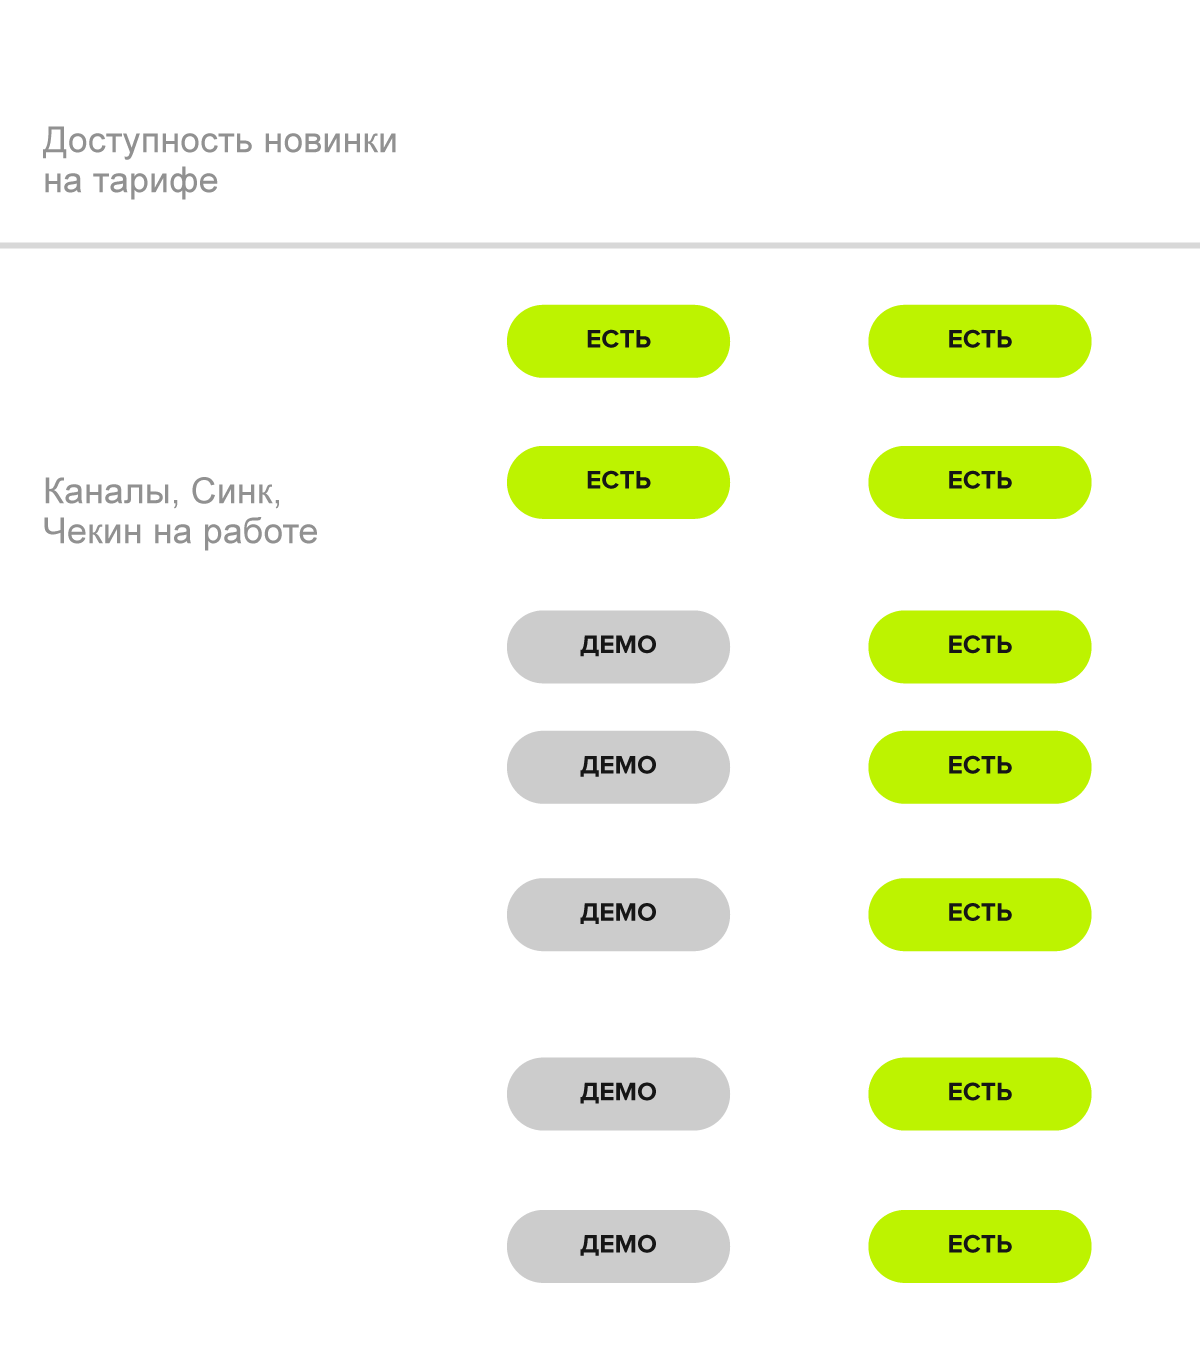 Доступность новинки
на тарифе
ЕСТЬ ЕСТЬ
ЕСТЬ ЕСТЬ
Каналы, Синк,
Чекин на работе
ДЕМО ЕСТЬ
ДЕМО ЕСТЬ
ДЕМО ЕСТЬ
ДЕМО ЕСТЬ
ДЕМО ЕСТЬ